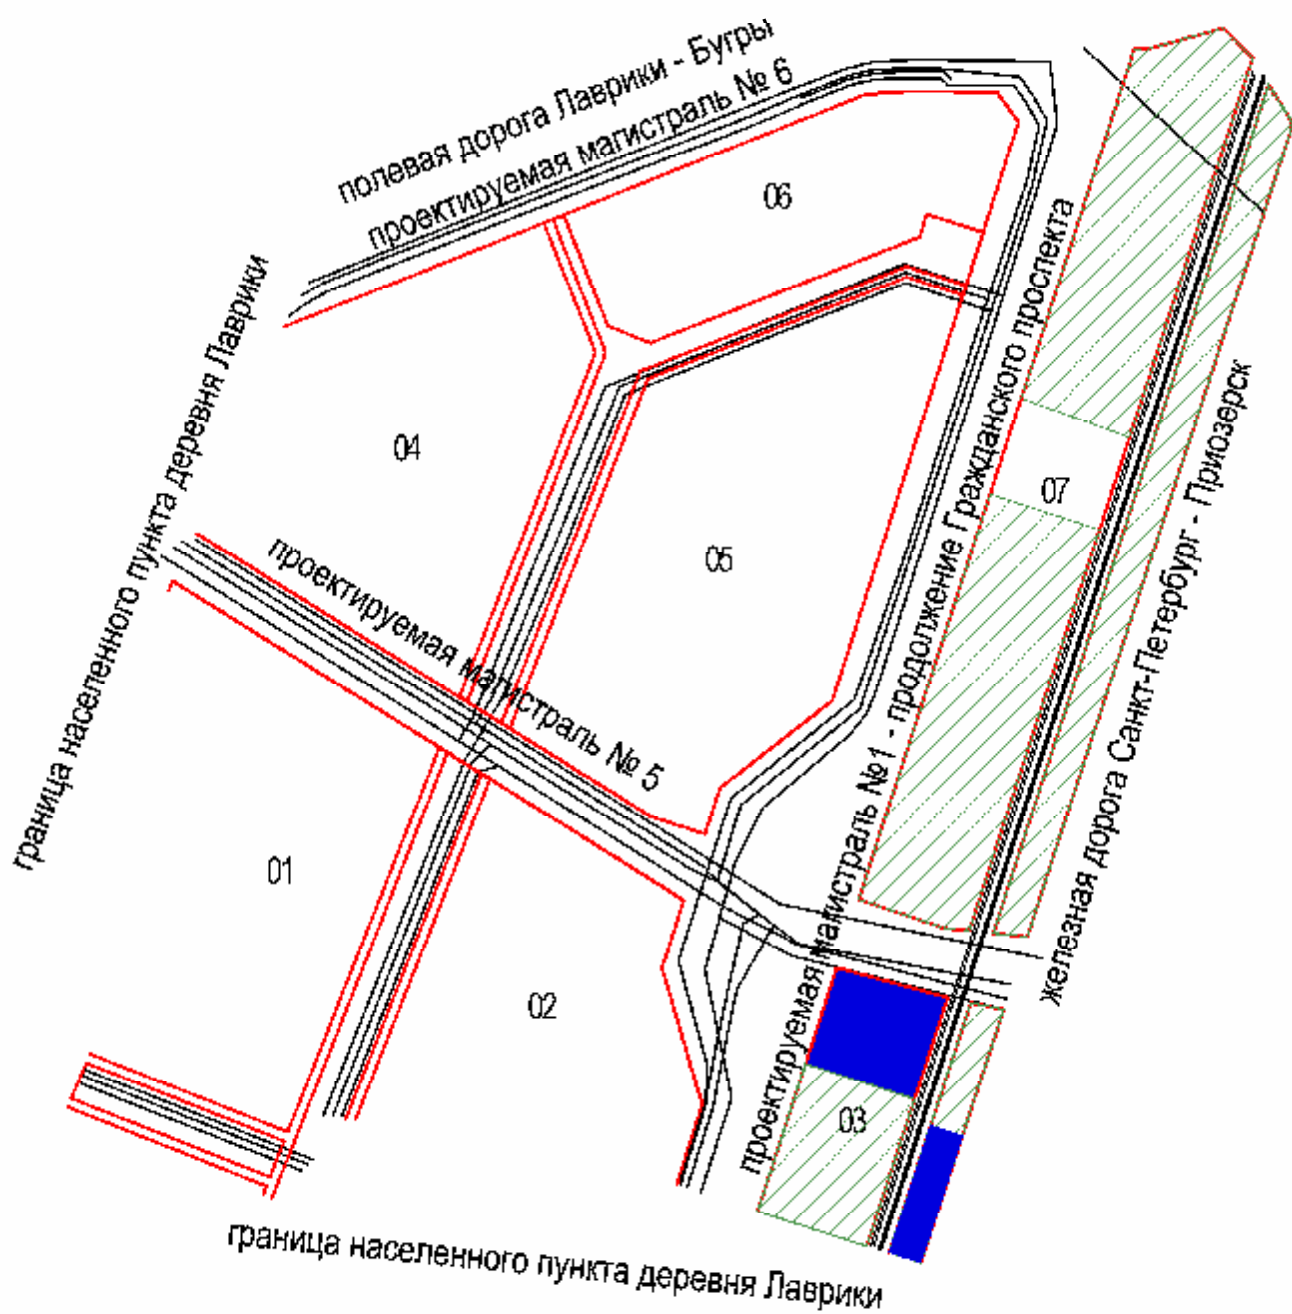 полевая дорога Лаврики - Бугры
проектируемая магистраль № 6
06
граница населенного пункта деревня Лаврики
04
07
проектируемая магистраль № 5
05
проектируемая магистраль №1 - продолжение Гражданского проспекта
железная дорога Санкт-Петербург - Приозерск
01
02
03
граница населенного пункта деревня Лаврики